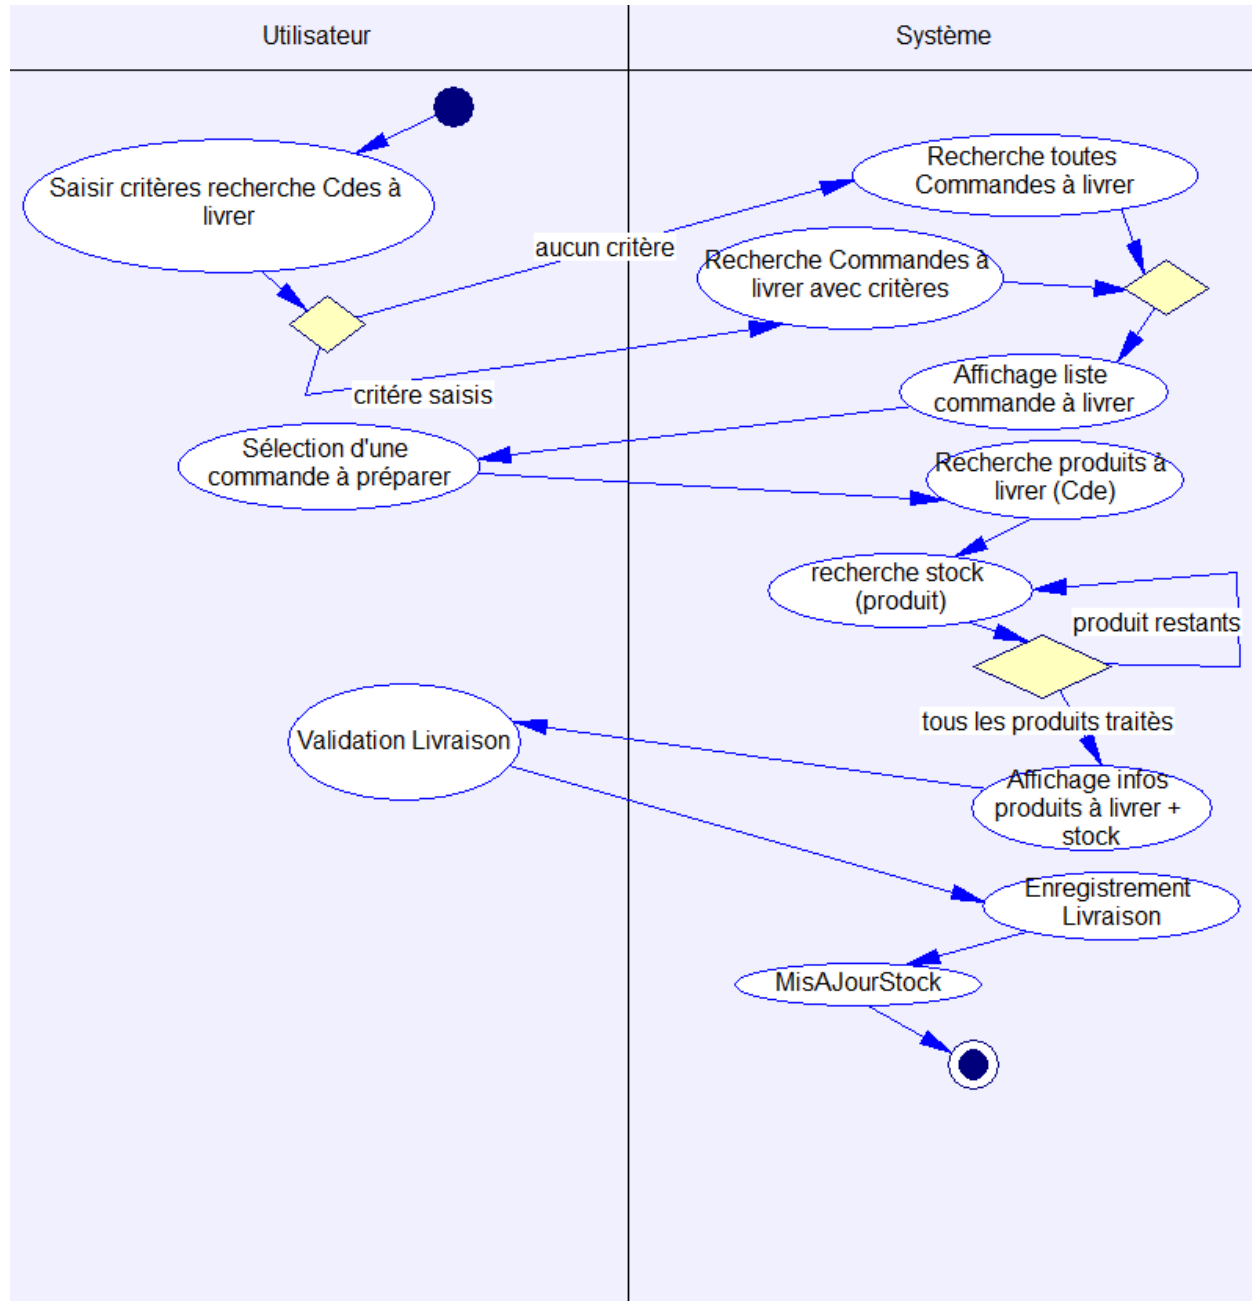 Utilisateur
Système
Recherche toutes
Commandes à livrer
Saisir critères recherche Cdes à
livrer
aucun critère
Recherche Commandes à
livrer avec critères
critére saisis
Affichage liste
commande à livrer
Sélection d'une
commande à préparer
Recherche produits à
livrer (Cde)
recherche stock
(produit)
produit restants
tous les produits traitès
Validation Livraison
Affichage infos
produits à livrer +
stock
Enregistrement
Livraison
MisAJourStock